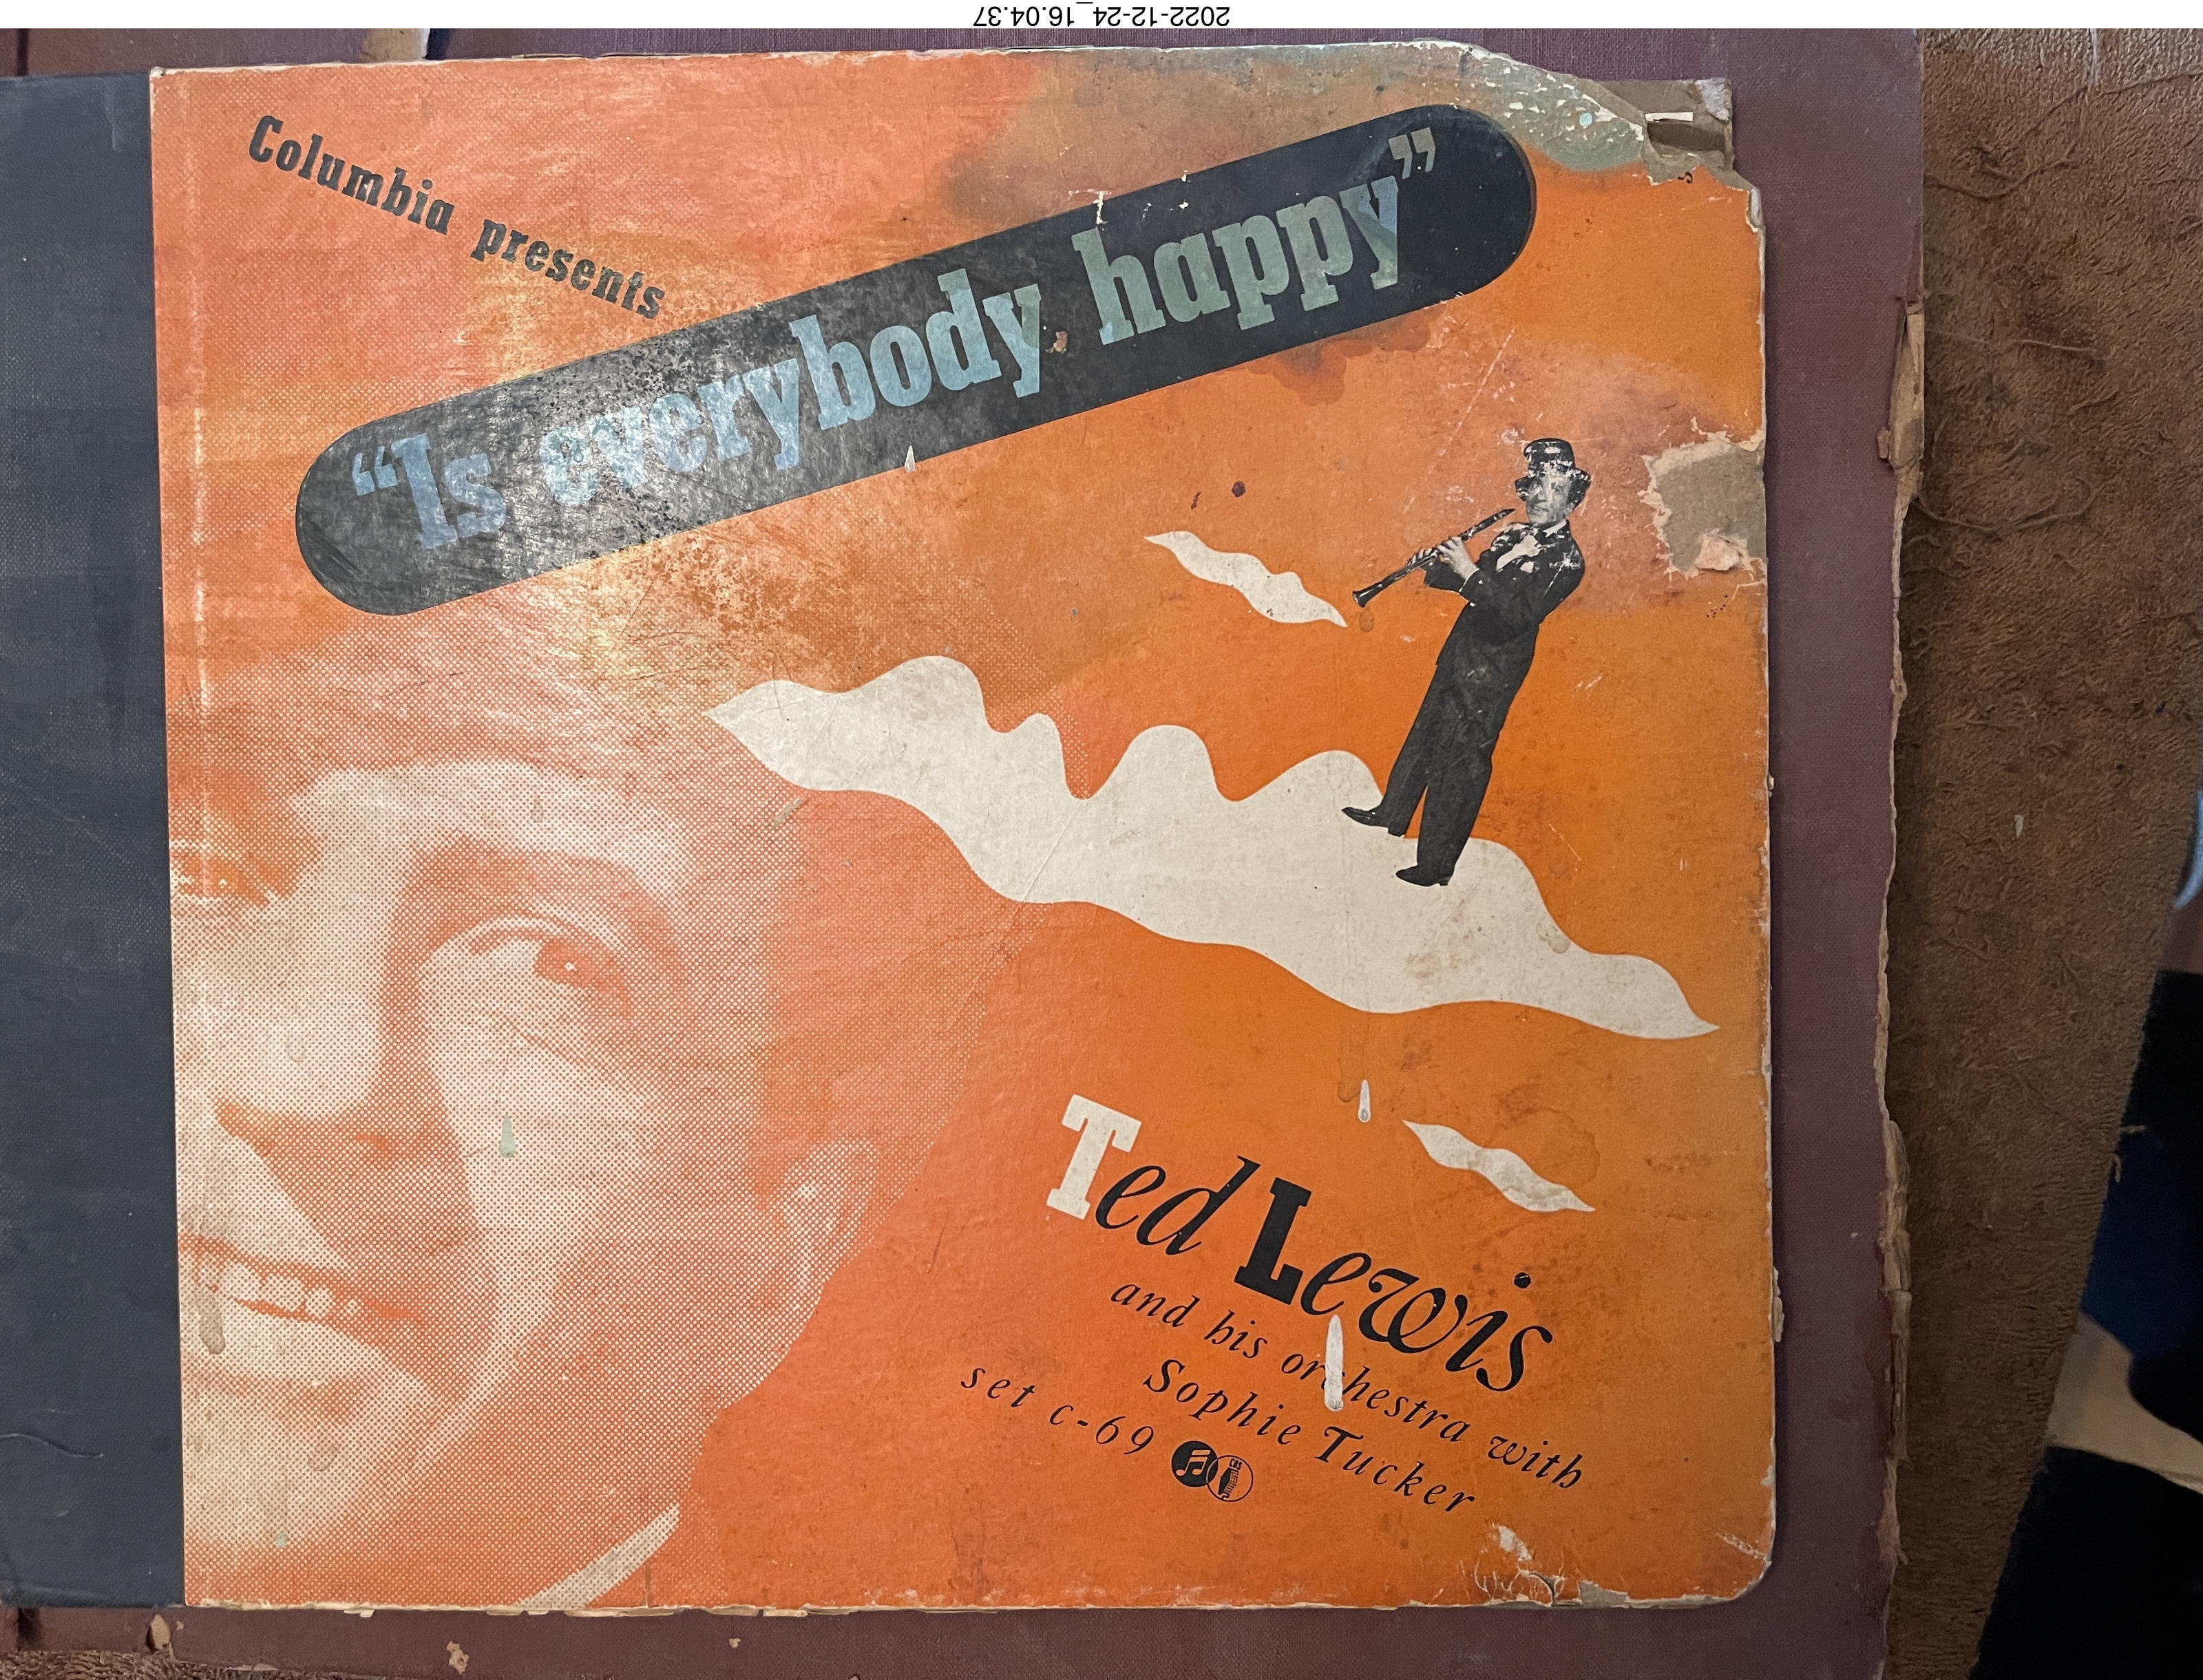 2022-12-24_16.04.37
Columbia presents
“Is everybody happy”
Ted Lewis
and his orchestra with
Sophie Tucker
set c-69
CBS